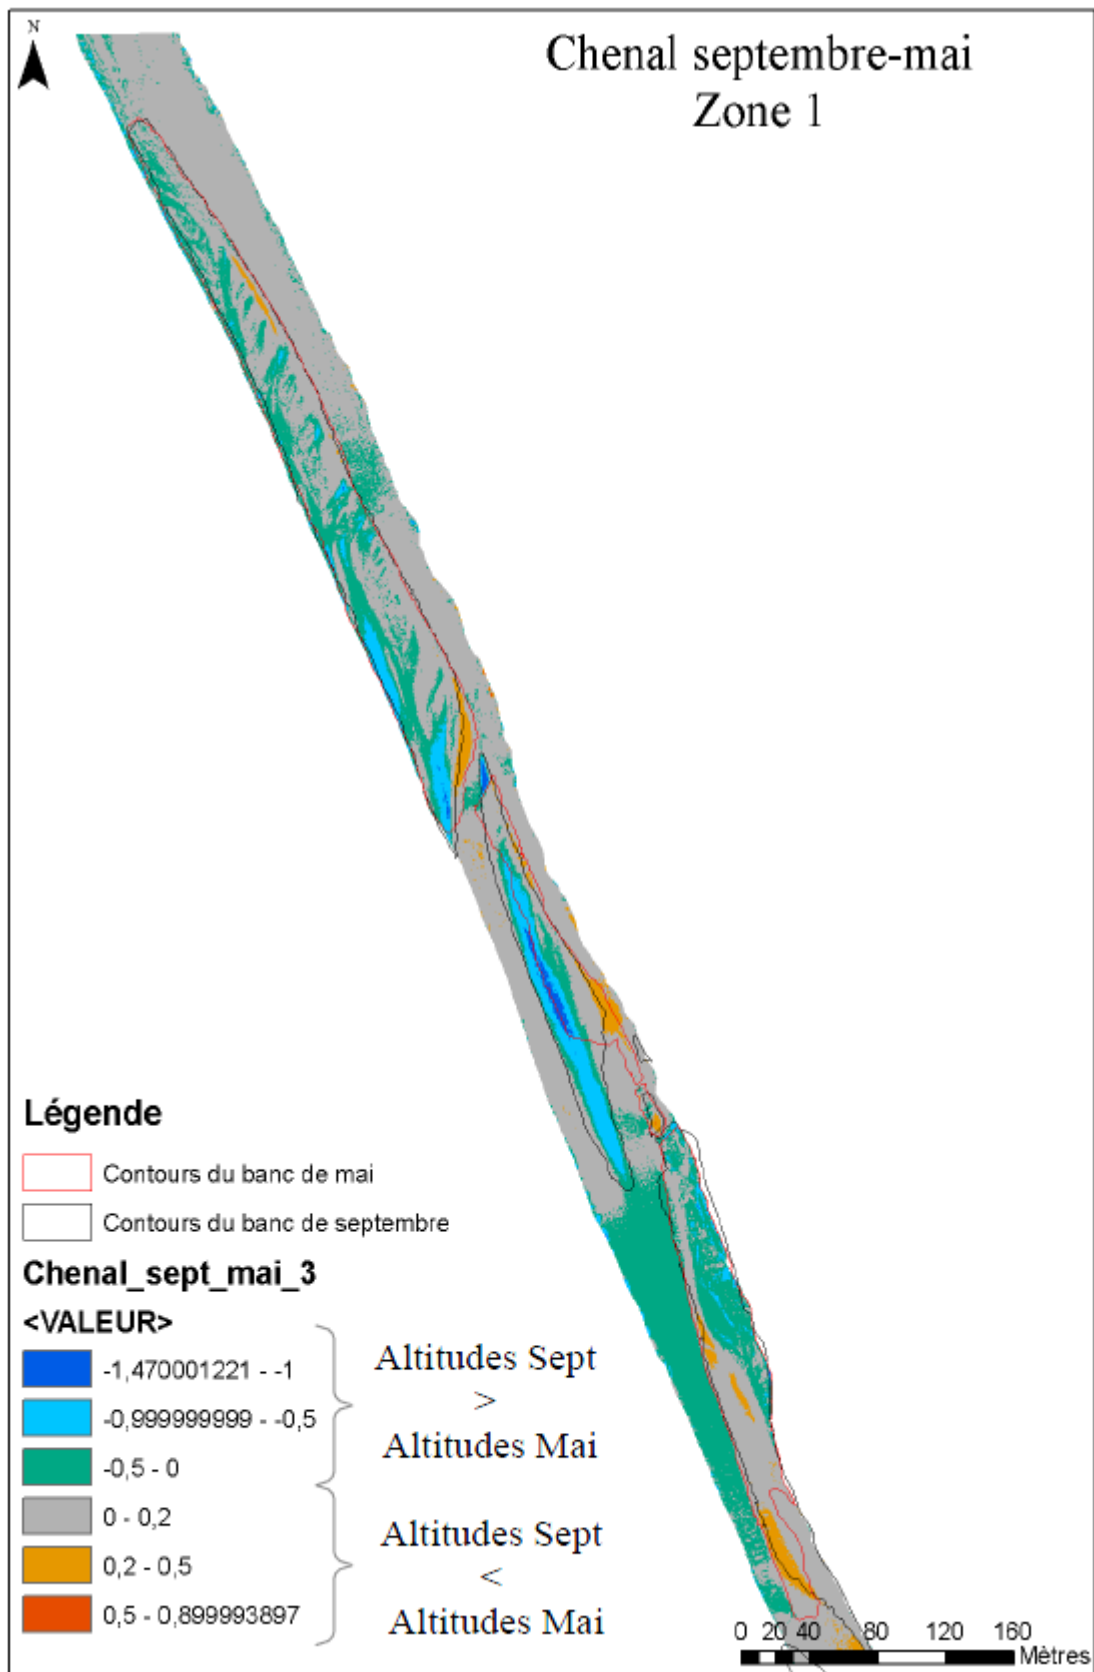 N
Chenal septembre-mai
Zone 1
Légende
Contours du banc de mai
Contours du banc de septembre
Chenal_sept_mai_3
<VALEUR>
-1,470001221 - -1
-0,999999999 - -0,5
-0,5 - 0
Altitudes Sept
>
Altitudes Mai
0 - 0,2
0,2 - 0,5
0,5 - 0,899993897
Altitudes Sept
<
Altitudes Mai
0 20 40 80 120 160
Mètres